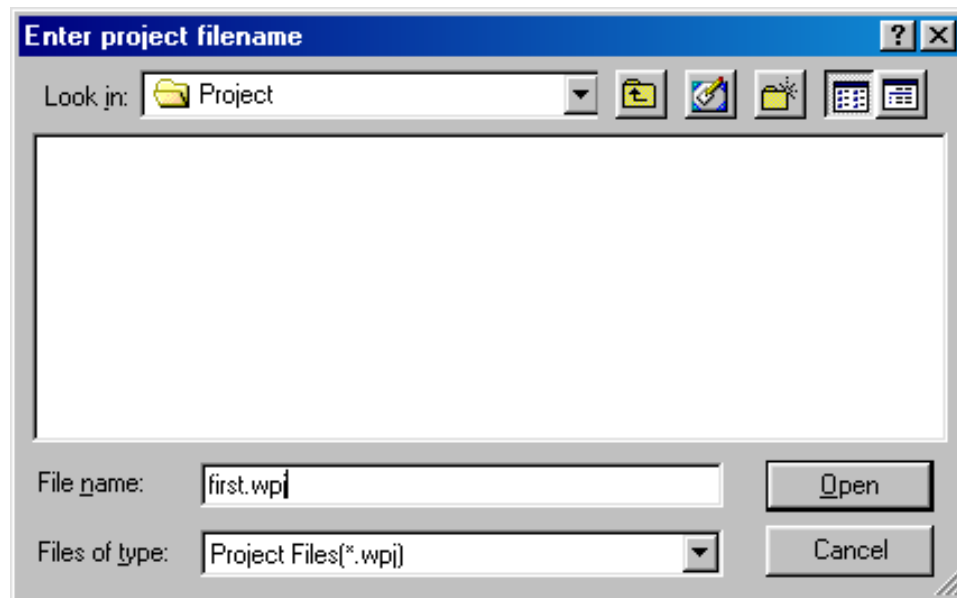 Enter project filename
Look in: Project
File name: first.wpj
Open
Files of type: Project Files(*.wpj)
Cancel